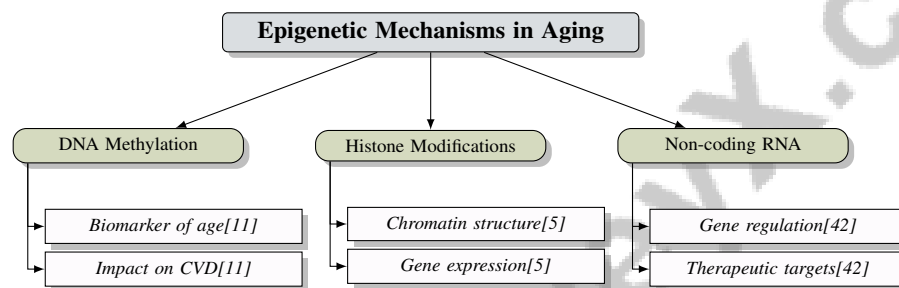 Epigenetic Mechanisms in Aging
DNA Methylation
Histone Modifications
Non-coding RNA
Biomarker of age[11]
Chromatin structure[5]
Gene regulation[42]
Impact on CVD[11]
Gene expression[5]
Therapeutic targets[42]